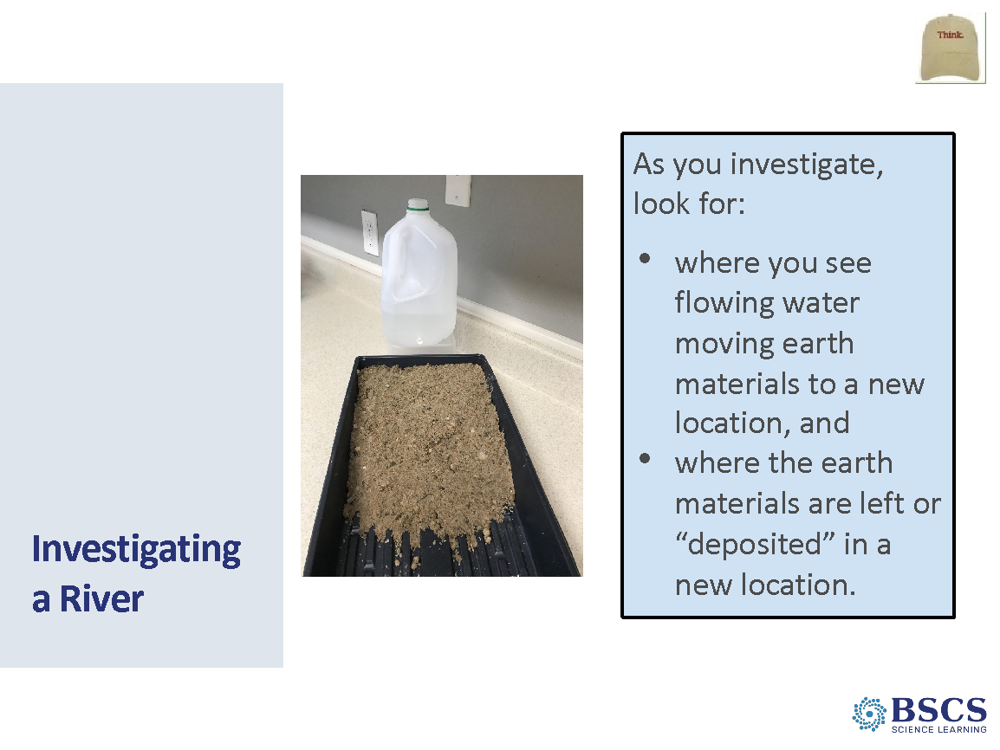 Think.
Investigating
a River
As you investigate,
look for:
• where you see
flowing water
moving earth
materials to a new
location, and
• where the earth
materials are left or
“deposited” in a
new location.
BSCS
SCIENCE LEARNING